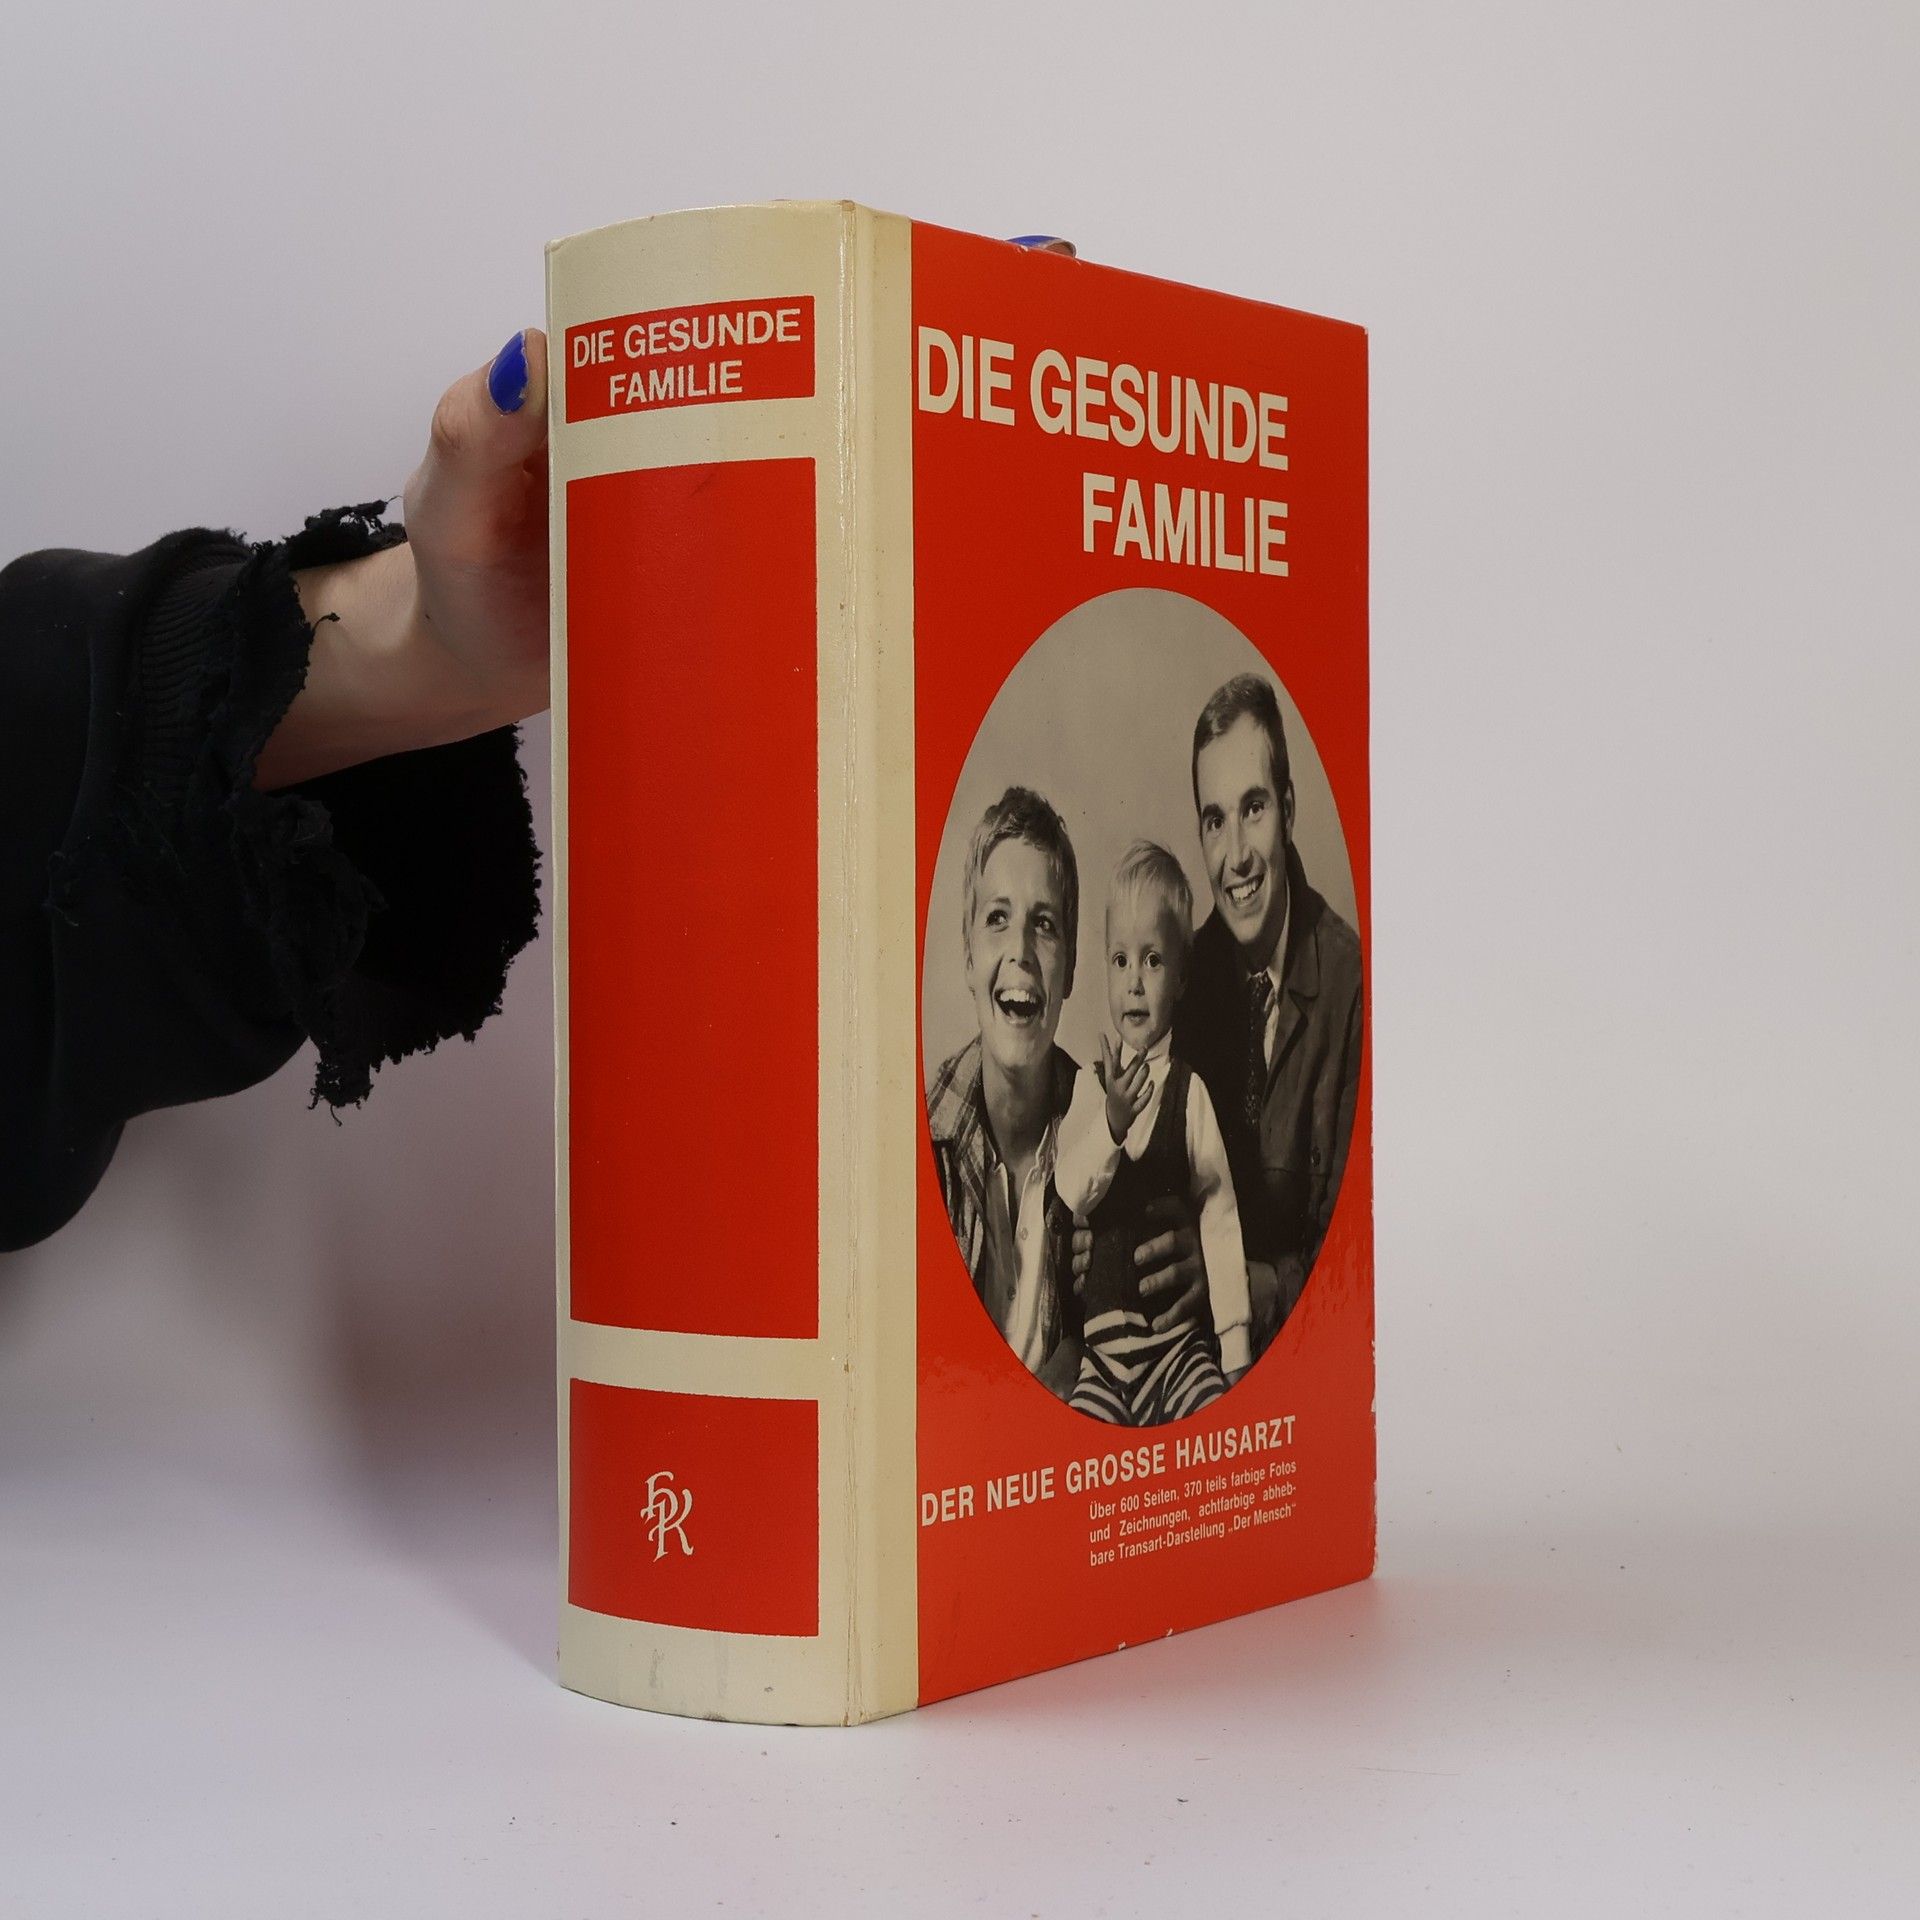 DIE GESUNDE
FAMILIE
DIE GESUNDE
FAMILIE
DER NEUE GROSSE HAUSARZT
Über 600 Seiten, 370 teils farbige Fotos
und Zeichnungen, achtfarbige abheb-
bare Transart-Darstellung „Der Mensch“